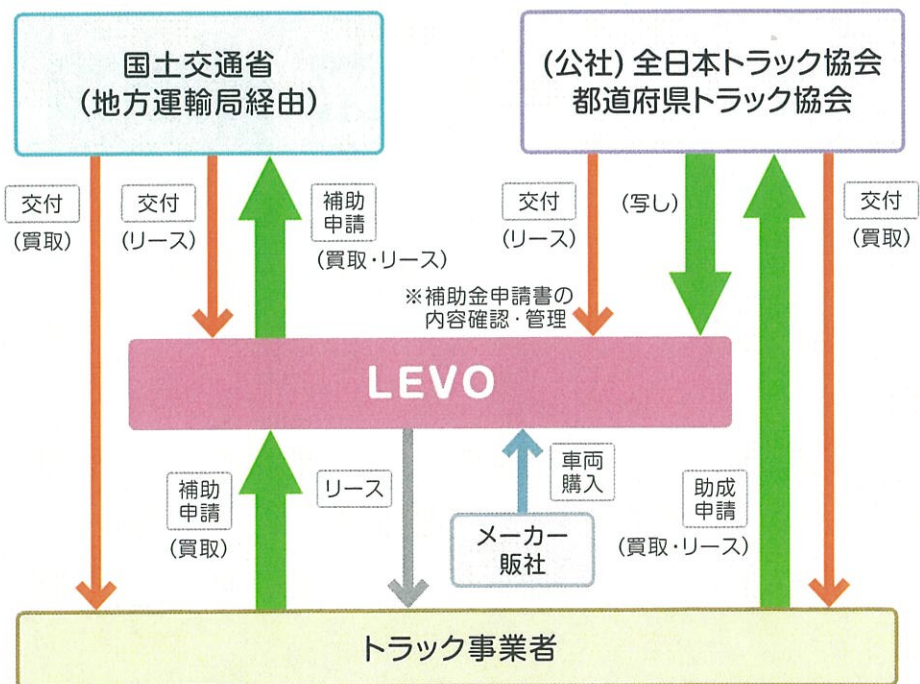 国土交通省
(地方運輸局経由)
(公社)全日本トラック協会
都道府県トラック協会
交付
(買取)
交付
(リース)
補助
申請
(買取・リース)
交付
(リース)
(写し)
交付
(買取)
※補助金申請書の
内容確認・管理
LEVO
補助
申請
(買取)
リース
車両
購入
メーカー
販社
助成
申請
(買取・リース)
トラック事業者